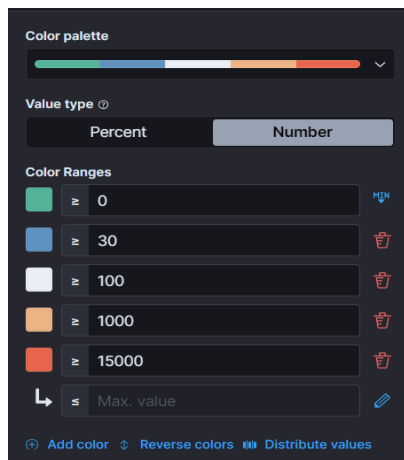 Color palette
Value type ?
Percent Number
Color Ranges
≥ 0 MIN
≥ 30
≥ 100
≥ 1000
≥ 15000
≤ Max. value
Add color Reverse colors Distribute values